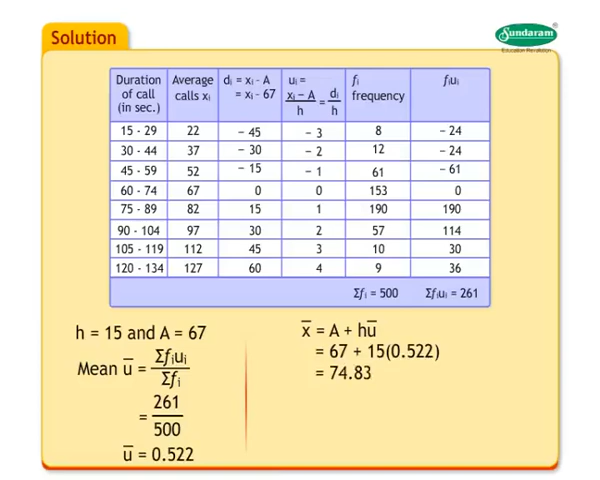 Solution
Sundaram
®
Education Revolution
Duration of call (in sec.) Average calls xᵢ dᵢ = xᵢ - A = xᵢ - 67 uᵢ = xᵢ – A / h = dᵢ / h fᵢ frequency fᵢuᵢ
15 - 29 22 – 45 – 3 8 – 24
30 - 44 37 – 30 – 2 12 – 24
45 - 59 52 – 15 – 1 61 – 61
60 - 74 67 0 0 153 0
75 - 89 82 15 1 190 190
90 - 104 97 30 2 57 114
105 - 119 112 45 3 10 30
120 - 134 127 60 4 9 36
Σfᵢ = 500 Σfᵢuᵢ = 261
h = 15 and A = 67
Mean u̅ = Σfᵢuᵢ / Σfᵢ
= 261 / 500
u̅ = 0.522
x̅ = A + hu̅
= 67 + 15(0.522)
= 74.83